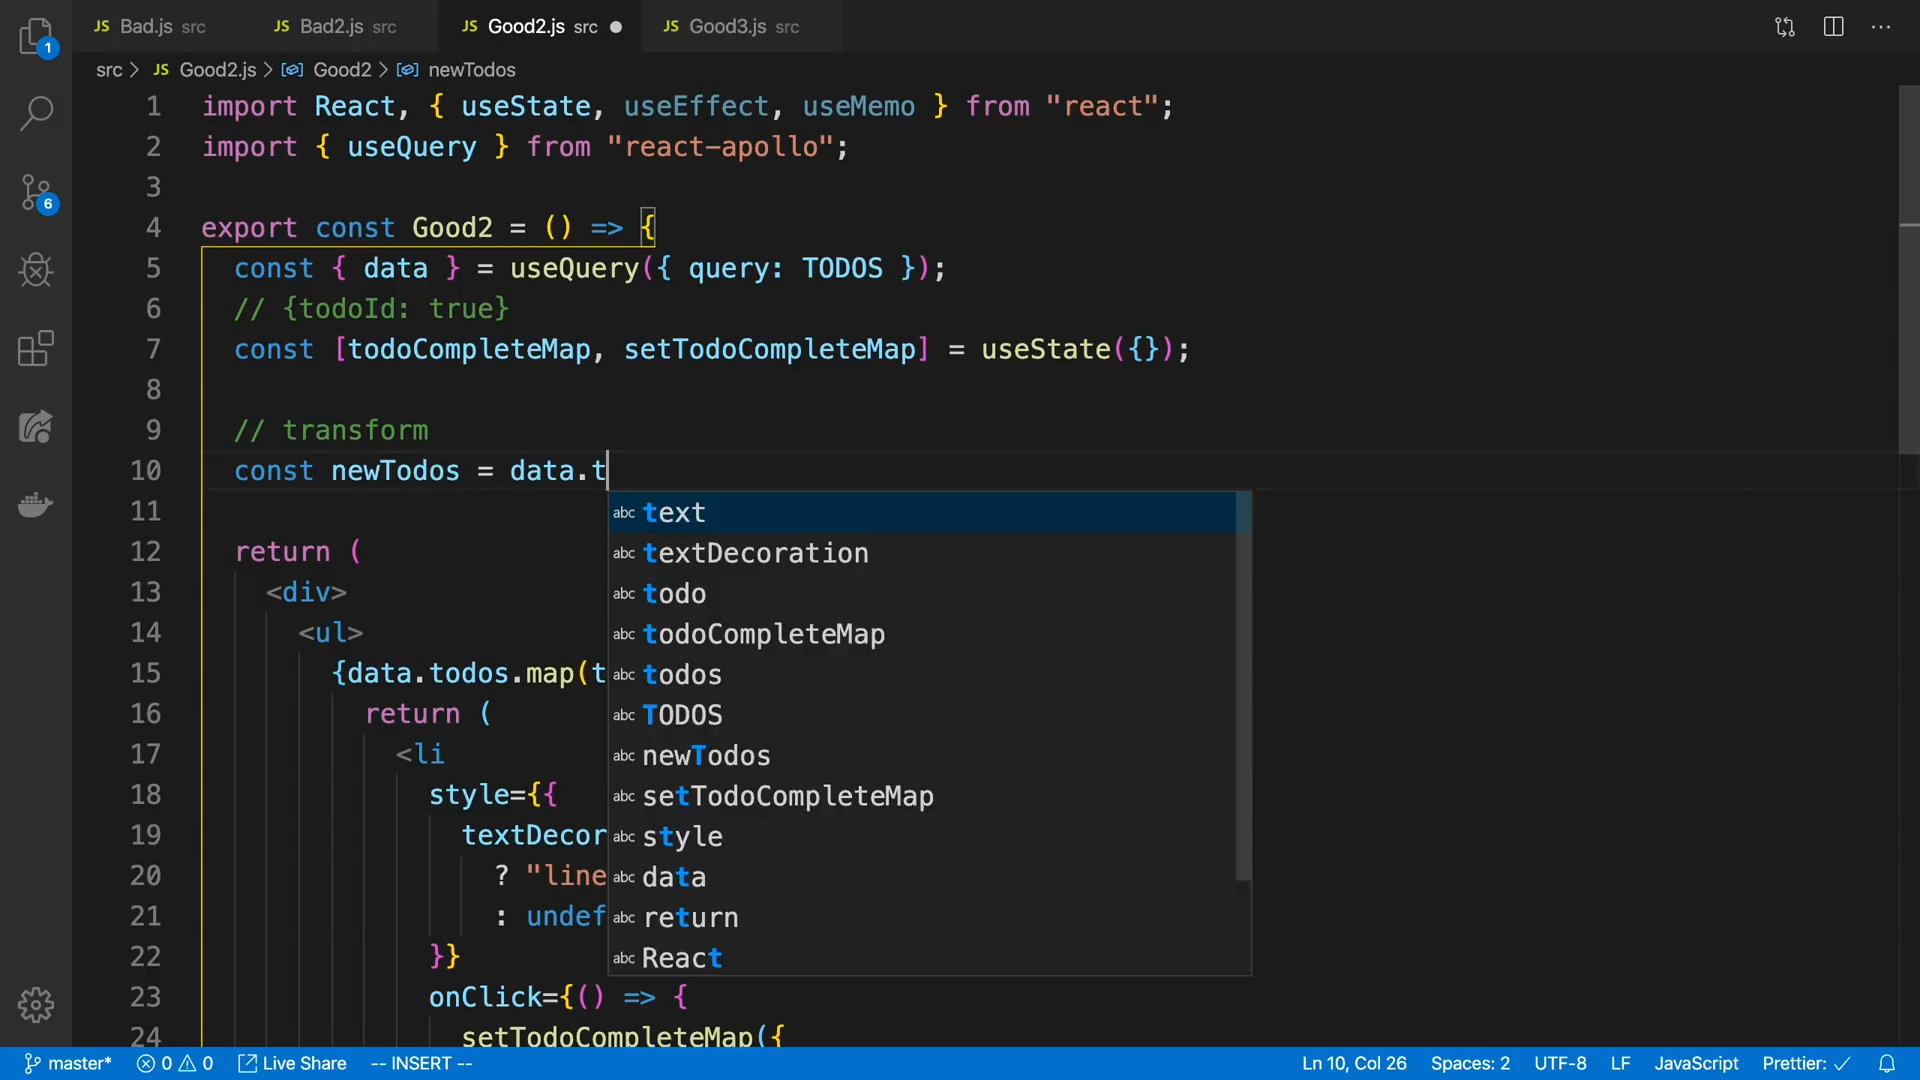 JS Bad.js src JS Bad2.js src JS Good2.js src JS Good3.js src
1
src > JS Good2.js > Good2 > newTodos
1 import React, { useState, useEffect, useMemo } from "react";
2 import { useQuery } from "react-apollo";
3
4 export const Good2 = () => {
5 const { data } = useQuery({ query: TODOS });
6 // {todoId: true}
6
7 const [todoCompleteMap, setTodoCompleteMap] = useState({});
8
9 // transform
10 const newTodos = data.t
11
abc text
12 return (
abc textDecoration
13 <div>
abc todo
14 <ul>
abc todoCompleteMap
15 {data.todos.map(t
abc todos
16 return (
abc TODOS
17 <li
abc newTodos
18 style={{
abc setTodoCompleteMap
19 textDecor
abc style
20 ? "line
abc data
21 : undef
abc return
22 }}
abc React
23 onClick={() => {
24 setTodoCompleteMap({
master* 0 0 Live Share -- INSERT -- Ln 10, Col 26 Spaces: 2 UTF-8 LF JavaScript Prettier: ✓